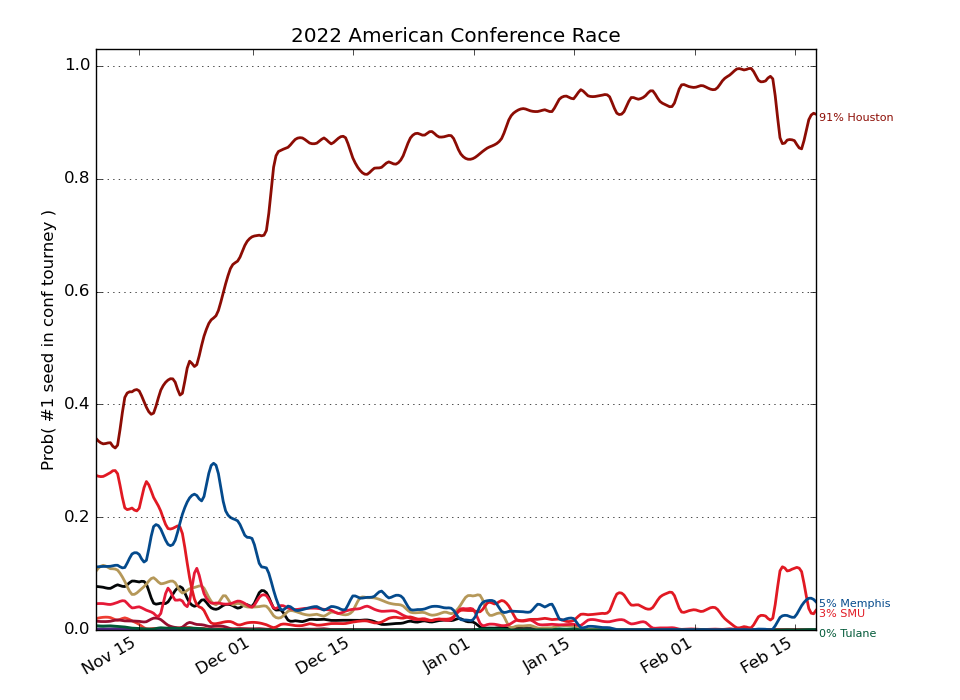 2022 American Conference Race
Prob( #1 seed in conf tourney )
1.0
0.8
0.6
0.4
0.2
0.0
91% Houston
5% Memphis
3% SMU
0% Tulane
Nov 15
Dec 01
Dec 15
Jan 01
Jan 15
Feb 01
Feb 15